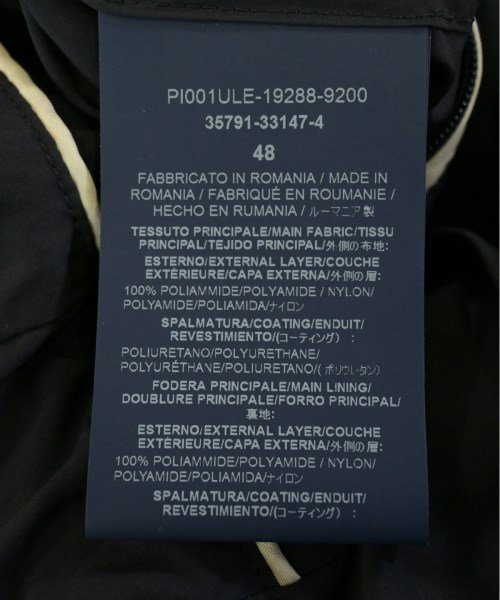 PI001ULE-19288-9200
35791-33147-4
48
FABBRICATO IN ROMANIA / MADE IN
ROMANIA / FABRIQUÉ EN ROUMANIE /
HECHO EN RUMANIA / ルーマニア製
TESSUTO PRINCIPALE/MAIN FABRIC/TISSU
PRINCIPAL/TEJIDO PRINCIPAL/外側の布地:
ESTERNO/EXTERNAL LAYER/COUCHE
EXTÉRIEURE/CAPA EXTERNA/外側の層:
100% POLIAMMIDE/POLYAMIDE / NYLON/
POLYAMIDE/POLIAMIDA/ナイロン
SPALMATURA/COATING/ENDUIT/
REVESTIMIENTO/(コーティング) :
POLIURETANO/POLYURETHANE/
POLYURÉTHANE/POLIURETANO/(ポリウレタン)
FODERA PRINCIPALE/MAIN LINING/
DOUBLURE PRINCIPALE/FORRO PRINCIPAL/
裏地:
ESTERNO/EXTERNAL LAYER/COUCHE
EXTÉRIEURE/CAPA EXTERNA/外側の層:
100% POLIAMMIDE/POLYAMIDE / NYLON/
POLYAMIDE/POLIAMIDA/ナイロン
SPALMATURA/COATING/ENDUIT/
REVESTIMIENTO/(コーティング) :